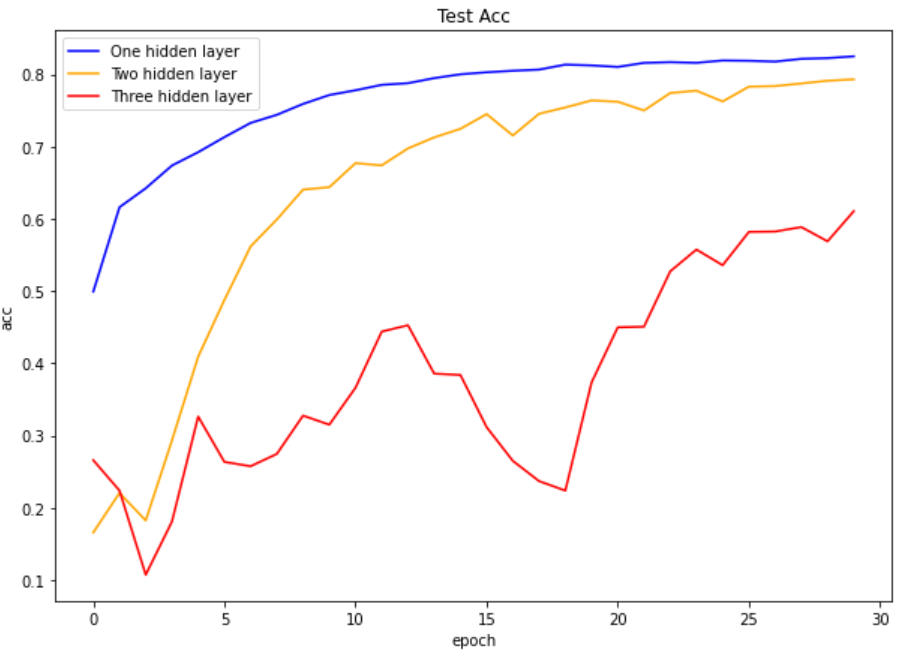 Test Acc
One hidden layer
Two hidden layer
Three hidden layer
0.8
0.7
0.6
0.5
0.4
0.3
0.2
0.1
acc
0 5 10 15 20 25 30
epoch